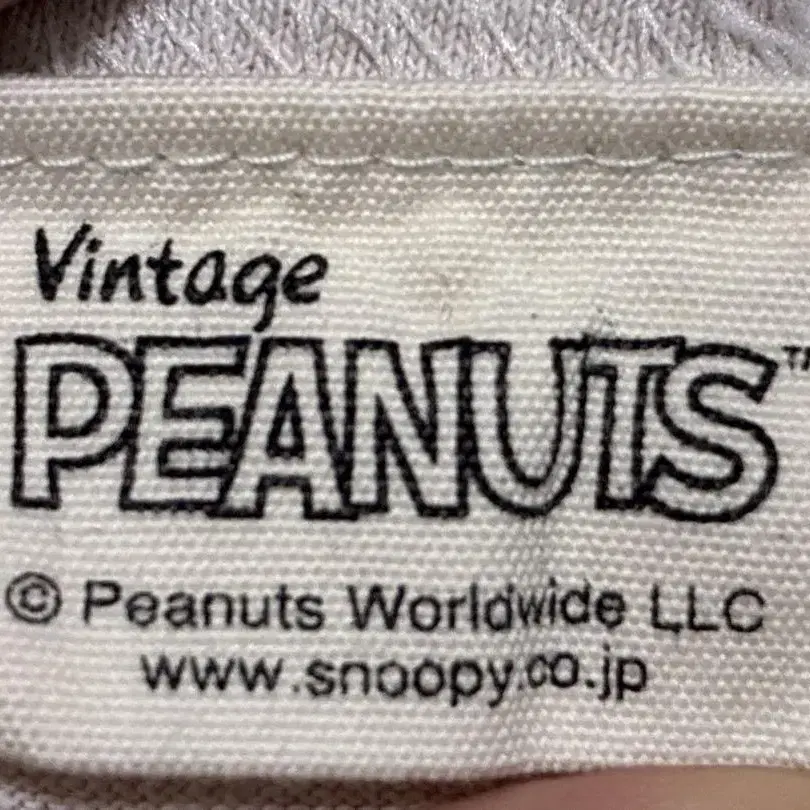 Vintage
PEANUTS™
© Peanuts Worldwide LLC
www.snoopy.co.jp